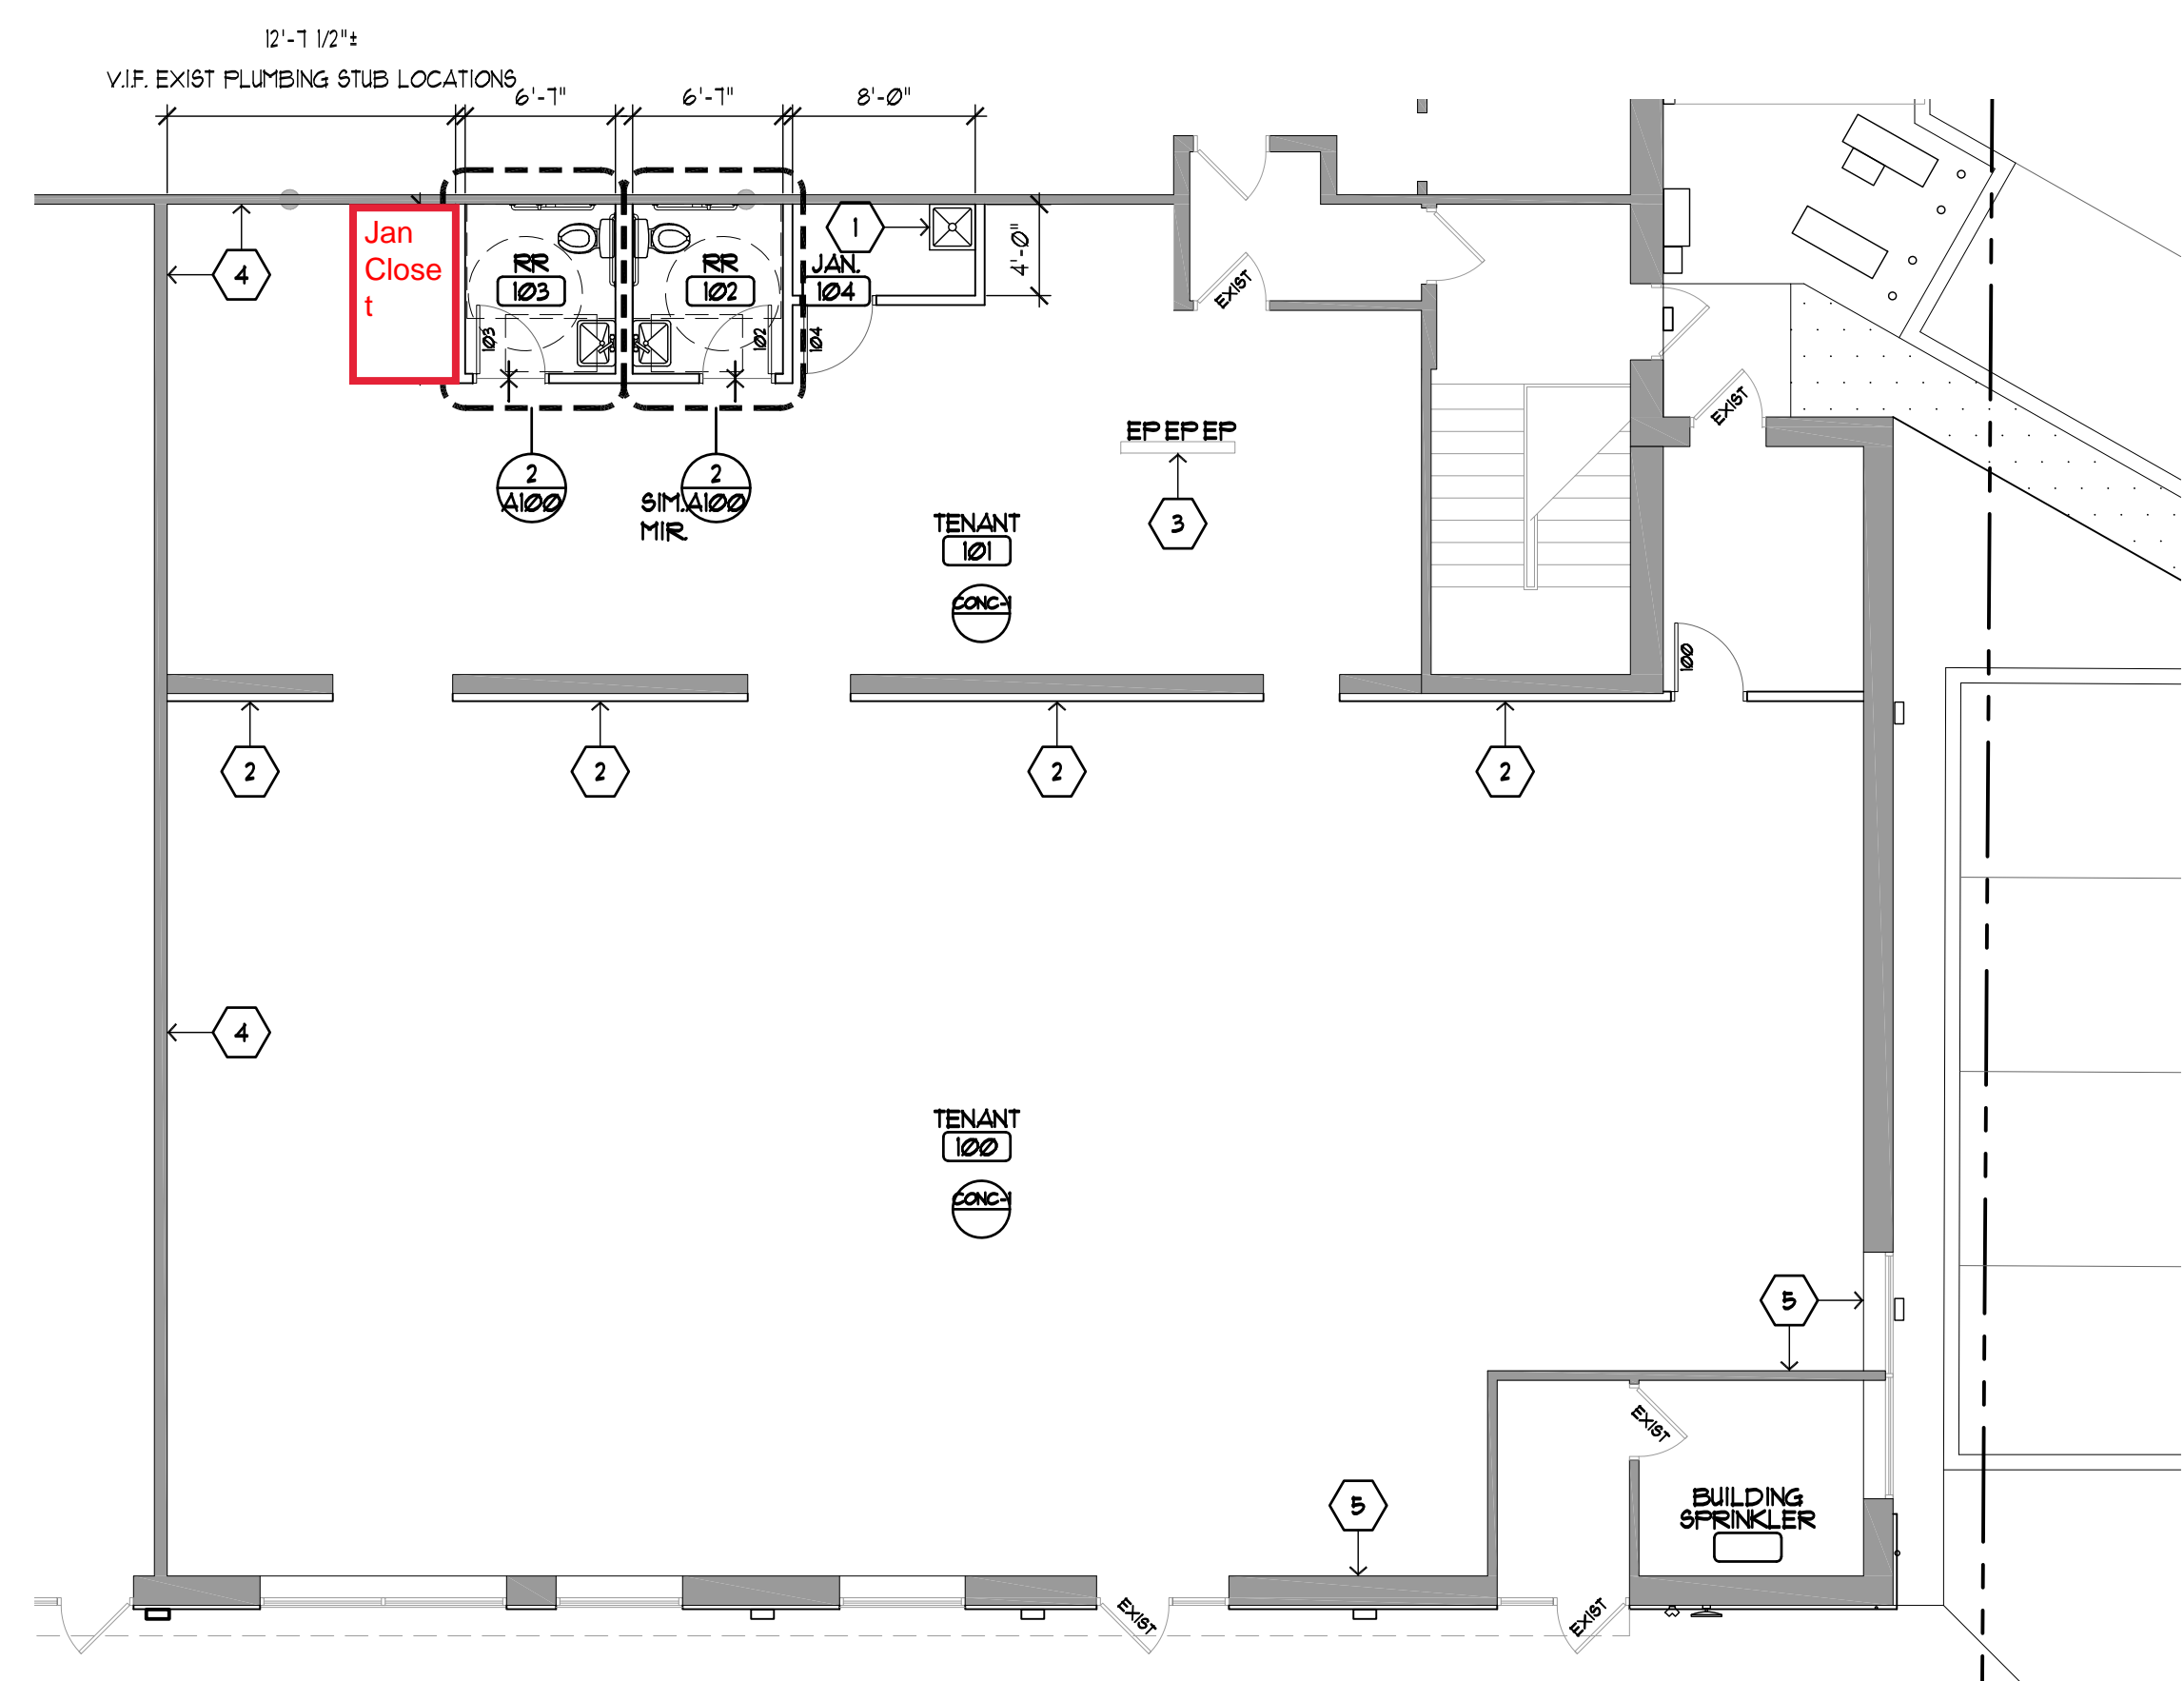 12'-7 1/2"±
V.I.F. EXIST PLUMBING STUB LOCATIONS
6'-7"
6'-7"
8'-0"
Jan
Close
t
4
RR
103
RR
102
JAN.
104
1
4'-0"
EXIST
103
102
104
EXIST
EP EP EP
2
A100
SIM.
MIR.
2
A100
3
TENANT
101
CONC-1
100
2
2
2
2
4
TENANT
100
CONC-1
5
EXIST
5
BUILDING
SPRINKLER
EXIST
EXIST